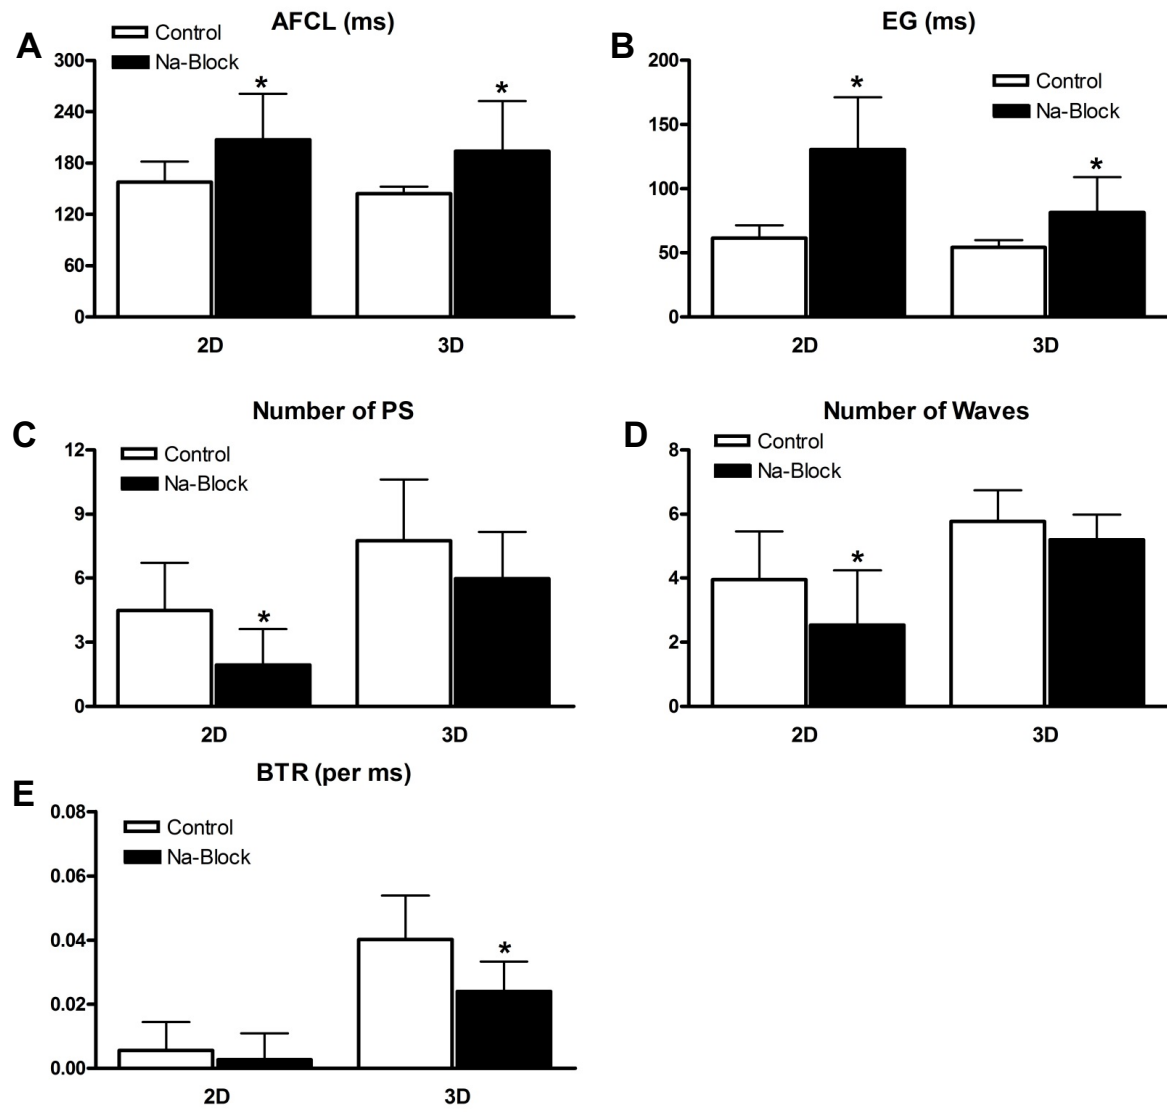 A
AFCL (ms)
Control
Na-Block
300
240
180
120
60
0
*
*
2D
3D
B
EG (ms)
Control
Na-Block
200
150
100
50
0
*
*
2D
3D
C
Number of PS
Control
Na-Block
12
9
6
3
0
*
2D
3D
D
Number of Waves
Control
Na-Block
8
6
4
2
0
*
2D
3D
E
BTR (per ms)
Control
Na-Block
0.08
0.06
0.04
0.02
0.00
*
2D
3D